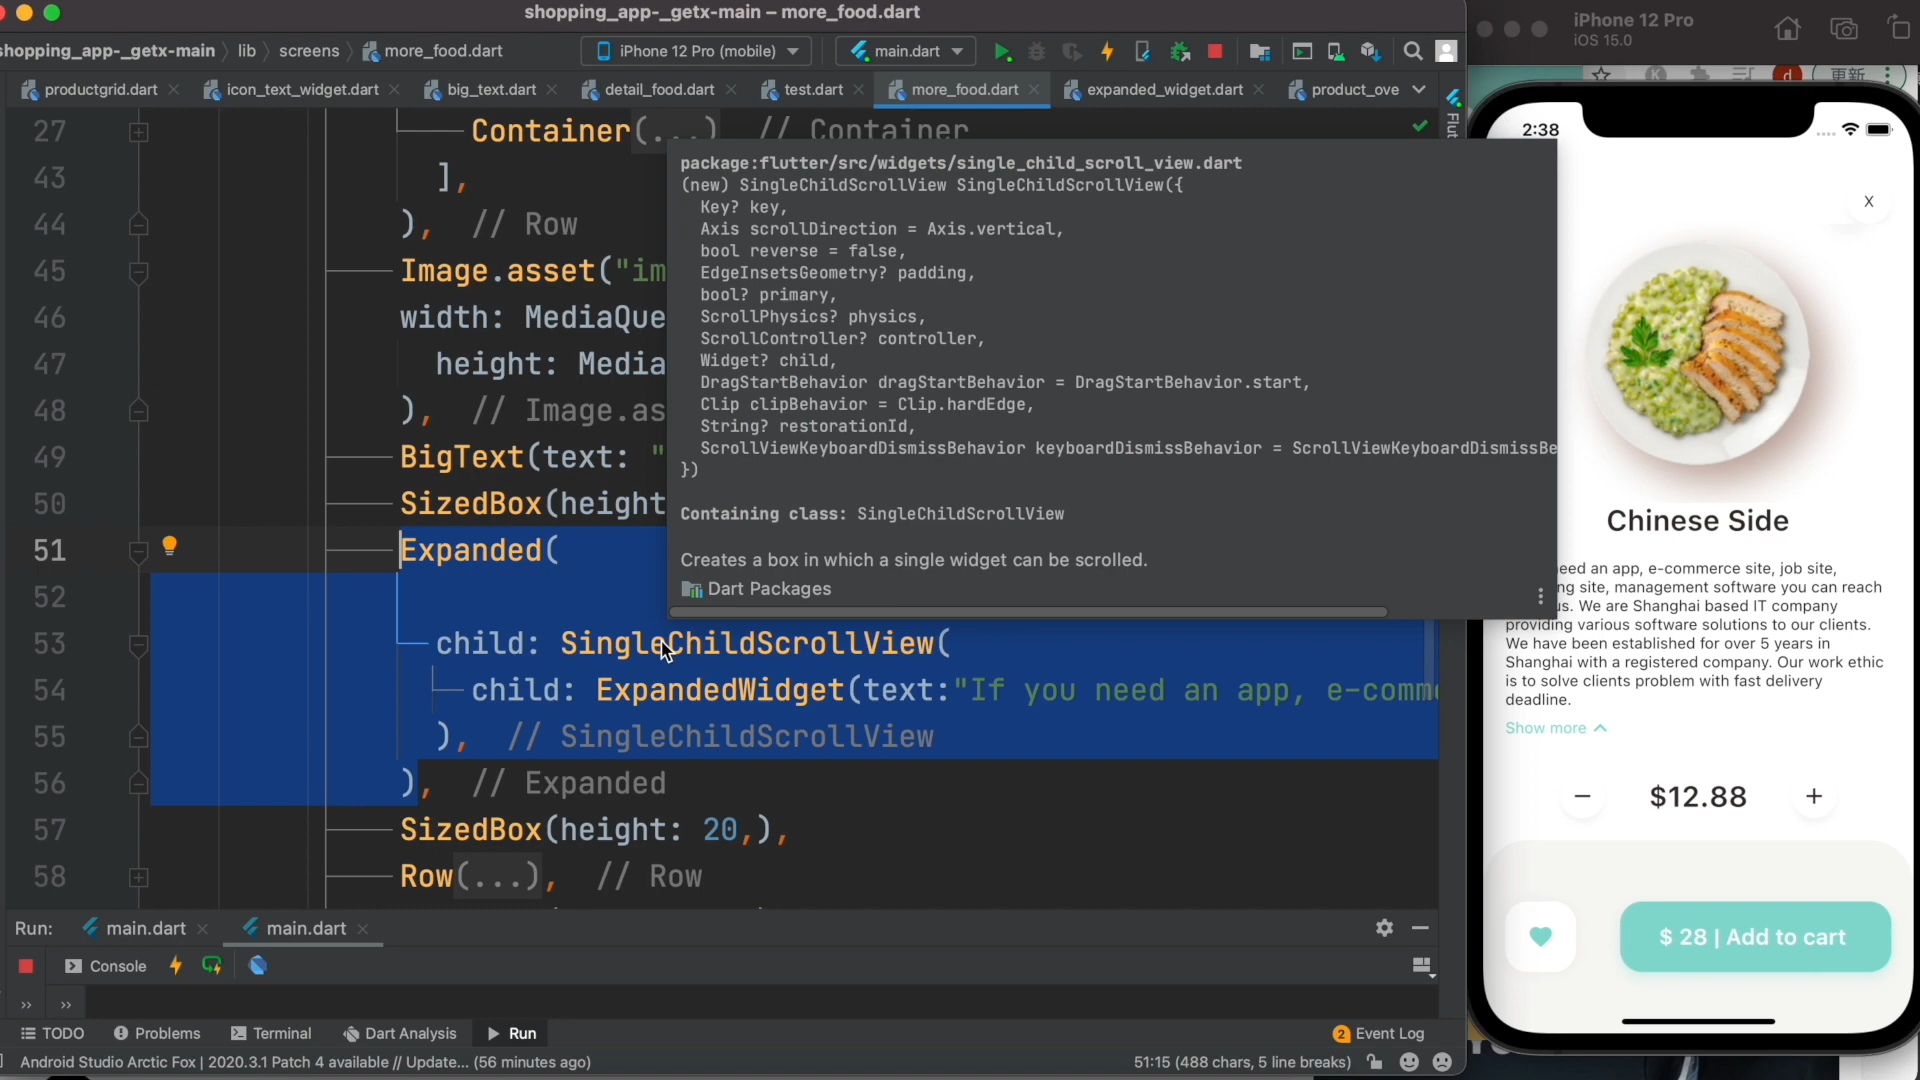 shopping_app-_getx-main – more_food.dart
shopping_app-_getx-main
lib
screens
more_food.dart
iPhone 12 Pro (mobile)
main.dart
productgrid.dart
icon_text_widget.dart
big_text.dart
detail_food.dart
test.dart
more_food.dart
expanded_widget.dart
product_ove
27 Container(...) // Container
43 ],
44 ), // Row
45 Image.asset("im
46 width: MediaQue
47 height: Media
48 ), // Image.as
49 BigText(text: "
50 SizedBox(height
51 Expanded(
52
53 child: SingleChildScrollView(
54 child: ExpandedWidget(text:"If you need an app, e-comm
55 ), // SingleChildScrollView
56 ), // Expanded
57 SizedBox(height: 20,),
58 Row(...), // Row
package:flutter/src/widgets/single_child_scroll_view.dart
(new) SingleChildScrollView SingleChildScrollView({
Key? key,
Axis scrollDirection = Axis.vertical,
bool reverse = false,
EdgeInsetsGeometry? padding,
bool? primary,
ScrollPhysics? physics,
ScrollController? controller,
Widget? child,
DragStartBehavior dragStartBehavior = DragStartBehavior.start,
Clip clipBehavior = Clip.hardEdge,
String? restorationId,
ScrollViewKeyboardDismissBehavior keyboardDismissBehavior = ScrollViewKeyboardDismissBe
})
Containing class: SingleChildScrollView
Creates a box in which a single widget can be scrolled.
Dart Packages
Flut
Run:
main.dart
main.dart
Console
TODO
Problems
Terminal
Dart Analysis
Run
2 Event Log
Android Studio Arctic Fox | 2020.3.1 Patch 4 available // Update... (56 minutes ago)
51:15 (488 chars, 5 line breaks)
iPhone 12 Pro
iOS 15.0
K
d
更新
2:38
X
Chinese Side
eed an app, e-commerce site, job site,
ng site, management software you can reach
us. We are Shanghai based IT company
providing various software solutions to our clients.
We have been established for over 5 years in
Shanghai with a registered company. Our work ethic
is to solve clients problem with fast delivery
deadline.
Show more
− $12.88 +
$ 28 | Add to cart